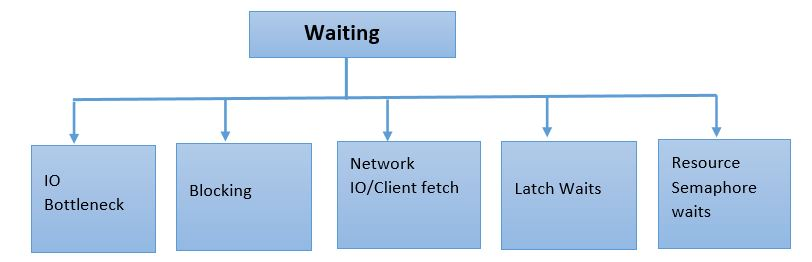 Waiting
IO
Bottleneck
Blocking
Network
IO/Client fetch
Latch Waits
Resource
Semaphore
waits